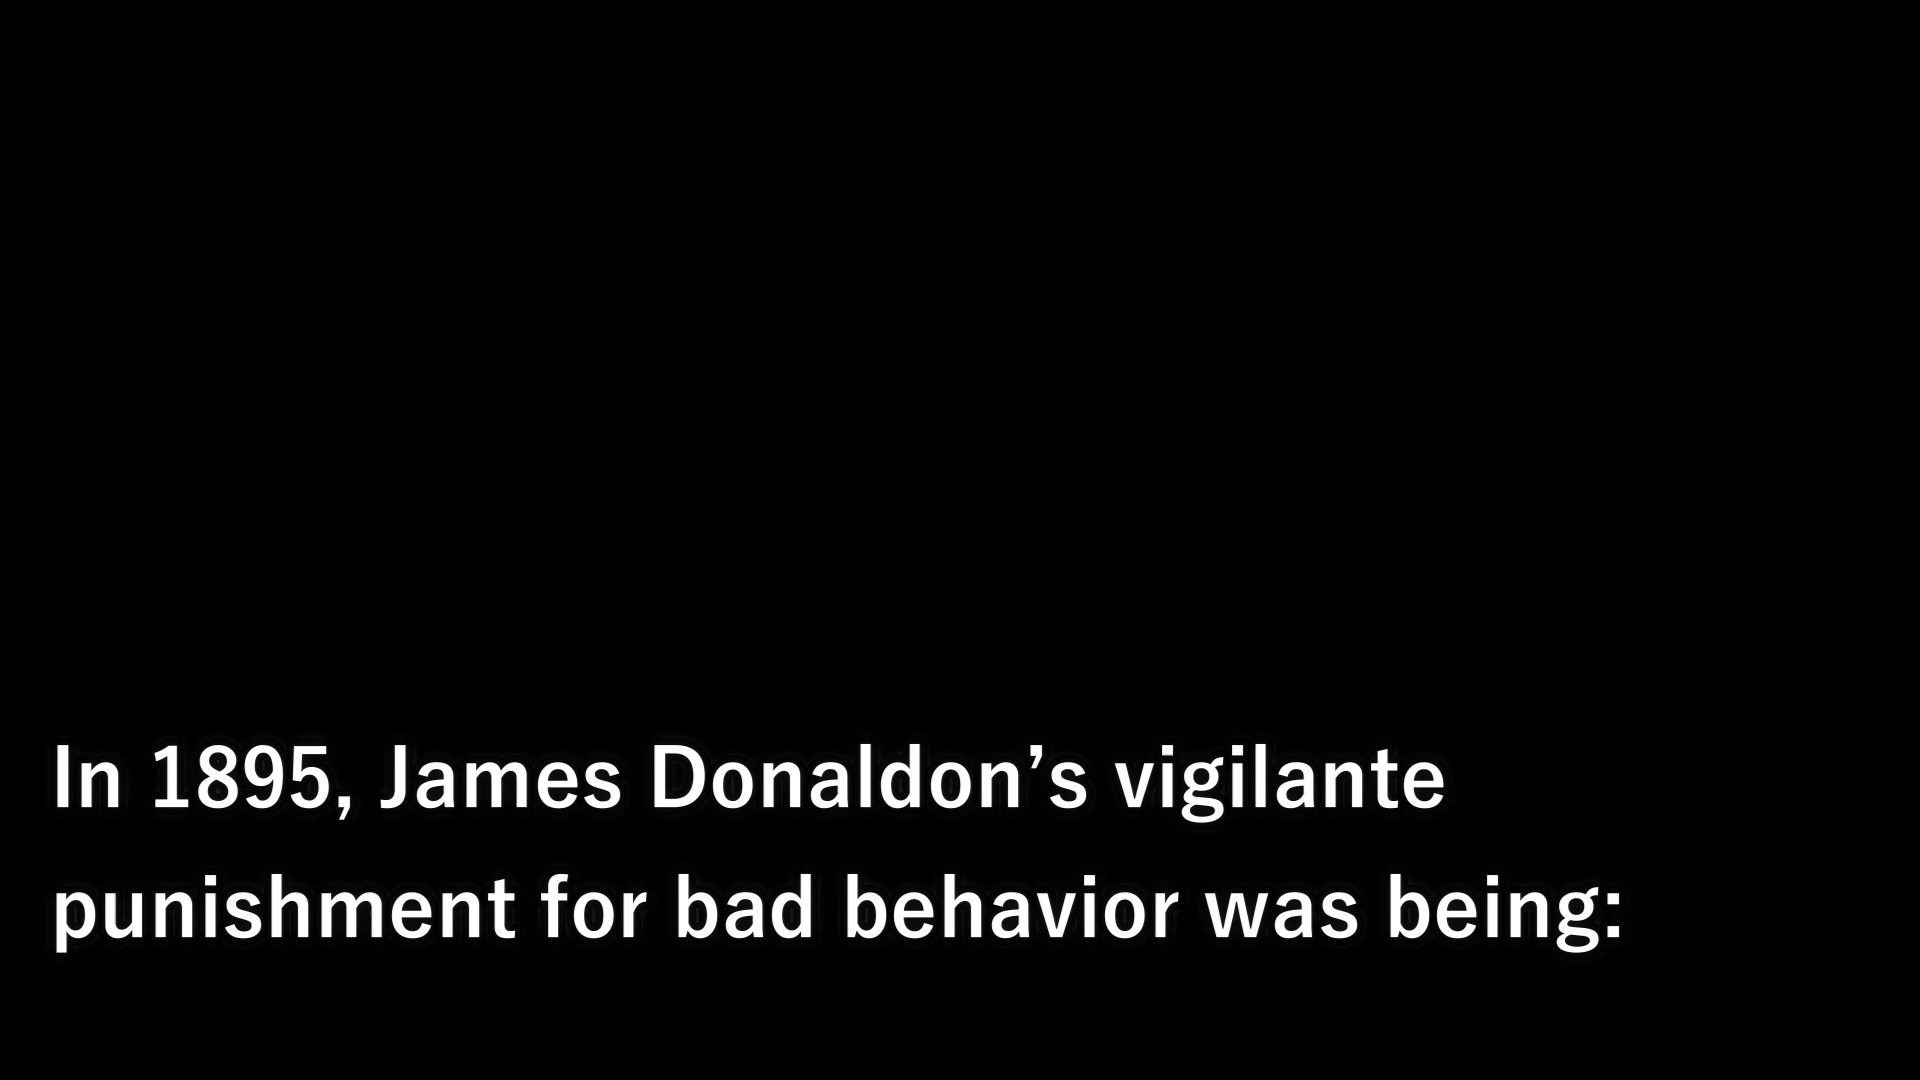 In 1895, James Donaldon’s vigilante
punishment for bad behavior was being: